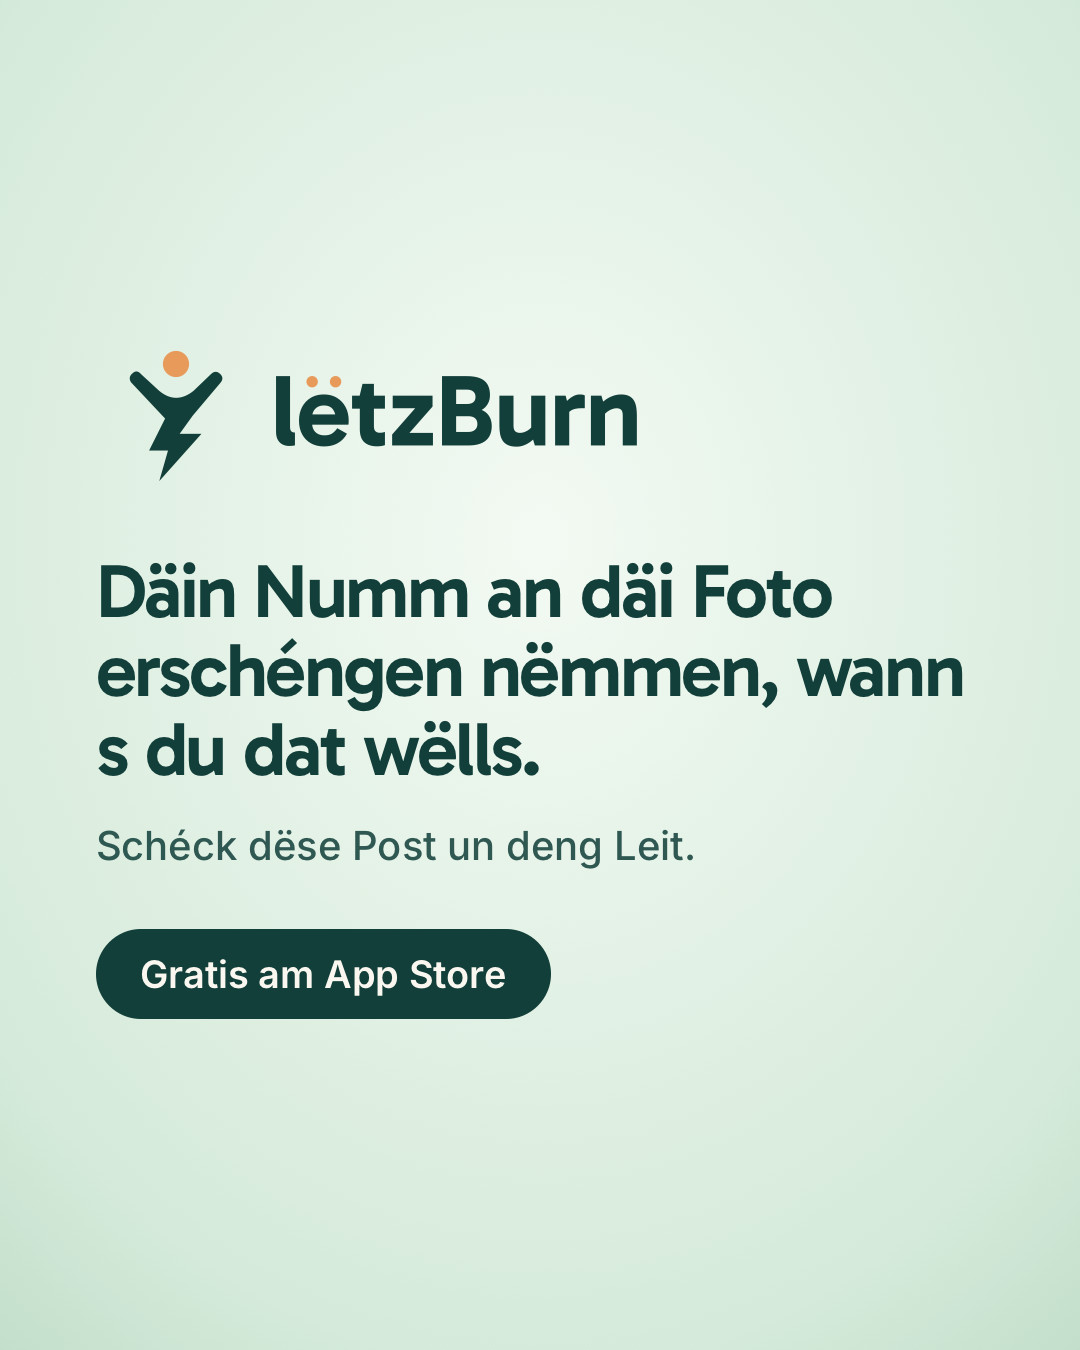 lëtzBurn
Däin Numm an däi Foto
erschéngen nëmmen, wann
s du dat wëlls.
Schéck dëse Post un deng Leit.
Gratis am App Store